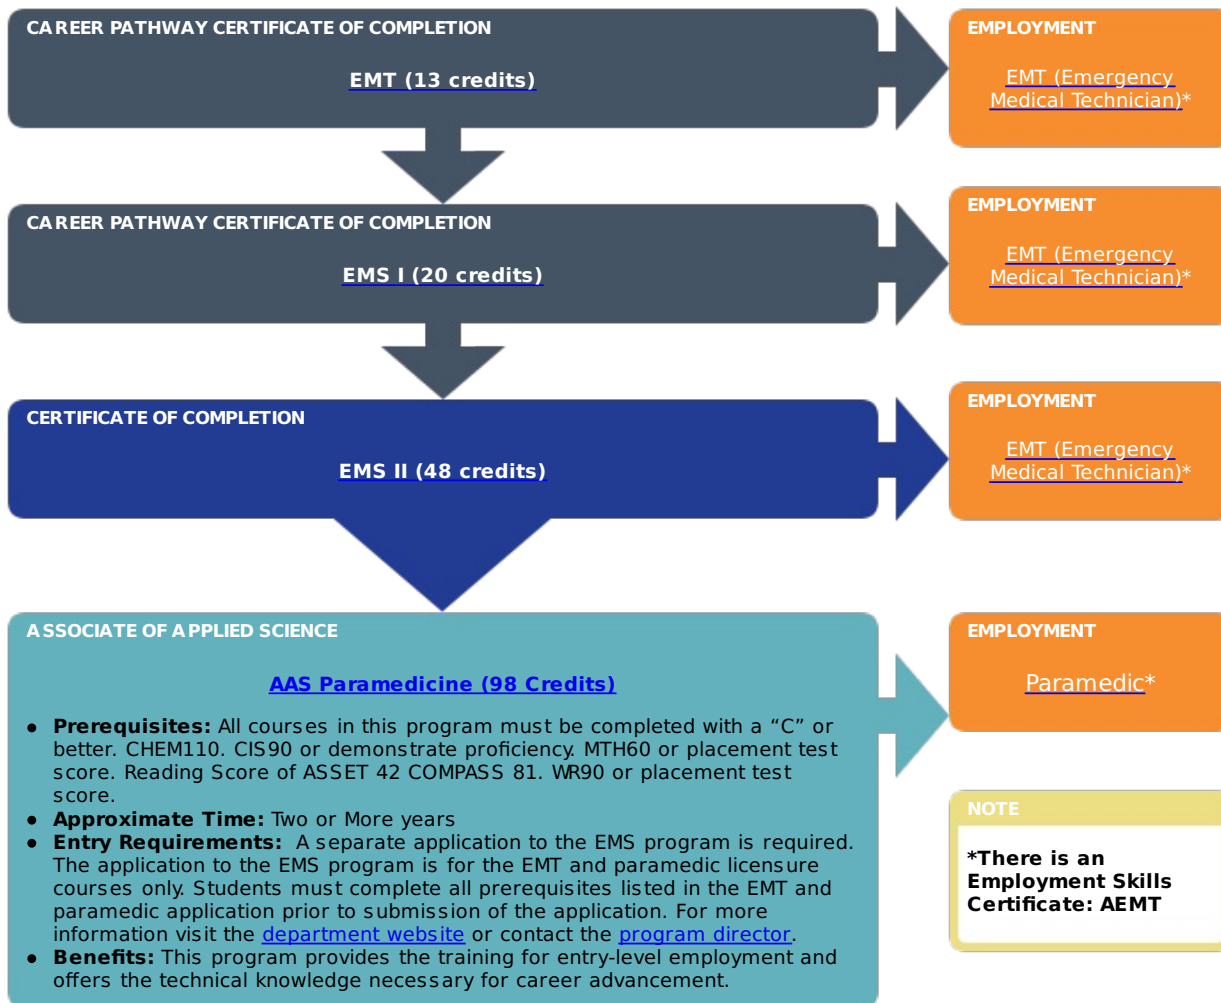 CAREER PATHWAY CERTIFICATE OF COMPLETION
EMT (13 credits)
EMPLOYMENT
EMT (Emergency
Medical Technician)*
CAREER PATHWAY CERTIFICATE OF COMPLETION
EMS I (20 credits)
EMPLOYMENT
EMT (Emergency
Medical Technician)*
CERTIFICATE OF COMPLETION
EMS II (48 credits)
EMPLOYMENT
EMT (Emergency
Medical Technician)*
ASSOCIATE OF APPLIED SCIENCE
AAS Paramedicine (98 Credits)
• Prerequisites: All courses in this program must be completed with a “C” or
better. CHEM110. CIS90 or demonstrate proficiency. MTH60 or placement test
score. Reading Score of ASSET 42 COMPASS 81. WR90 or placement test
score.
• Approximate Time: Two or More years
• Entry Requirements: A separate application to the EMS program is required.
The application to the EMS program is for the EMT and paramedic licensure
courses only. Students must complete all prerequisites listed in the EMT and
paramedic application prior to submission of the application. For more
information visit the department website or contact the program director.
• Benefits: This program provides the training for entry-level employment and
offers the technical knowledge necessary for career advancement.
EMPLOYMENT
Paramedic*
NOTE
*There is an
Employment Skills
Certificate: AEMT